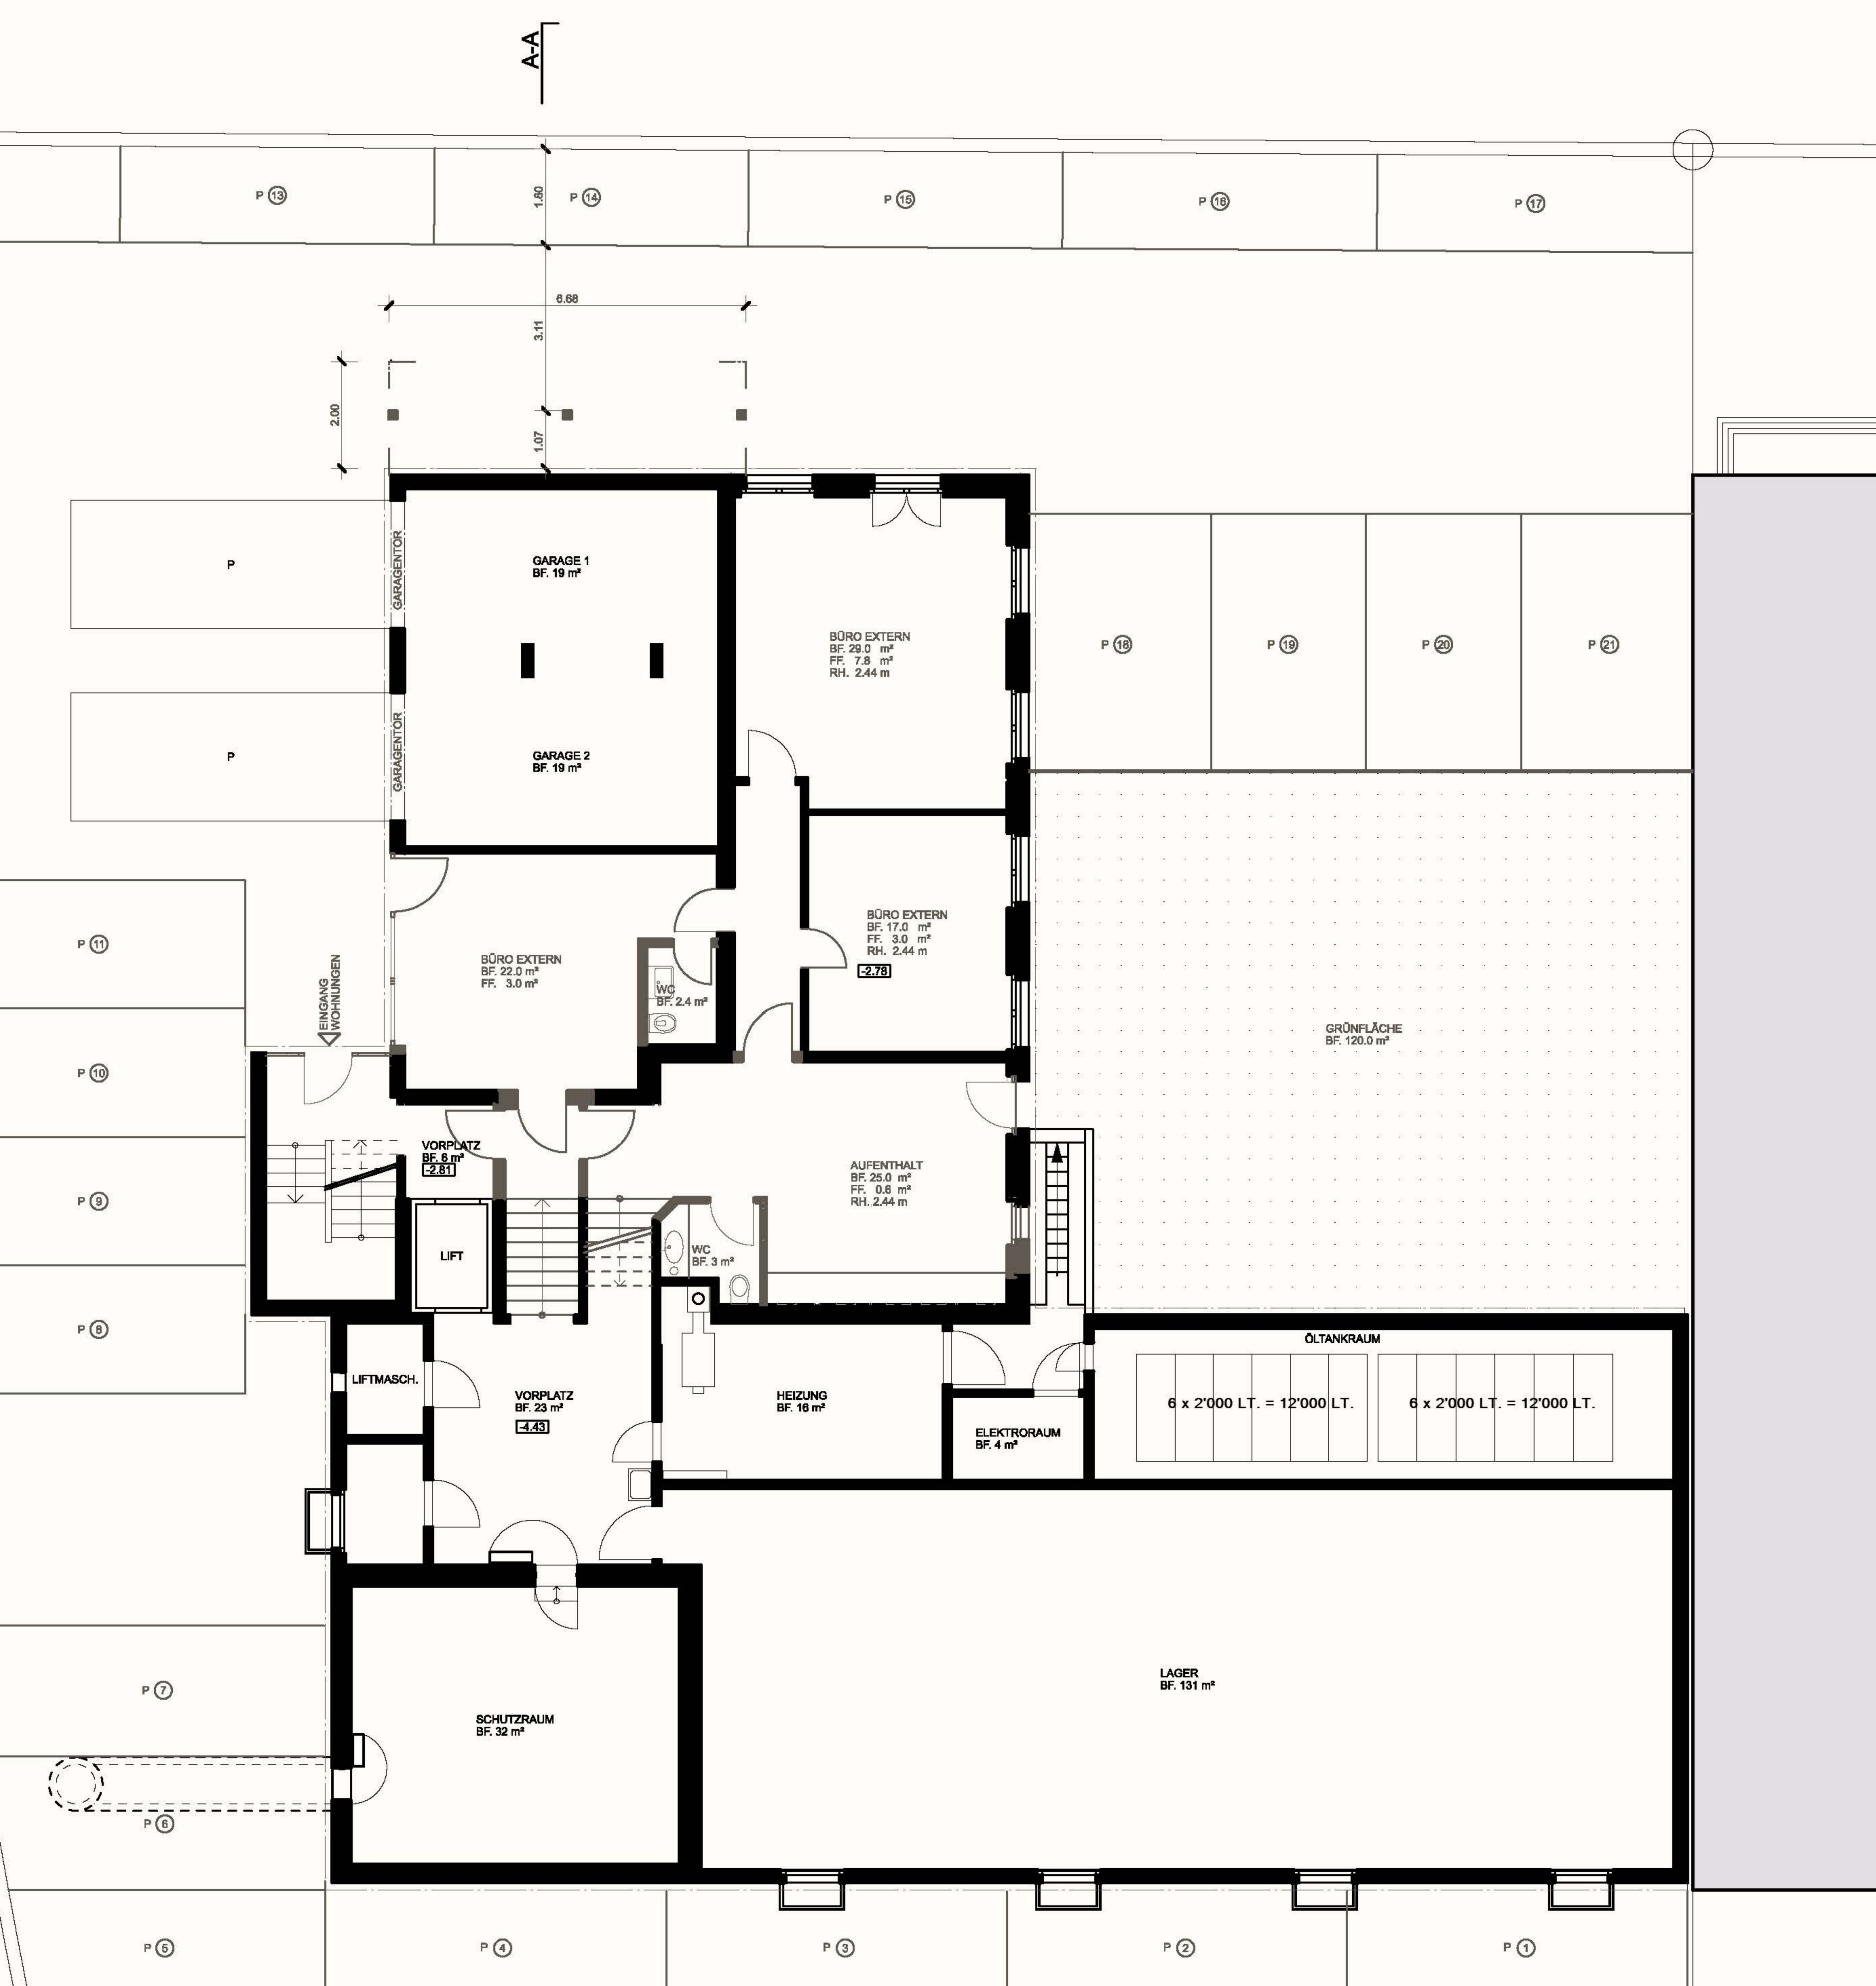 A-A
P 13
P 14
P 15
P 16
P 17
1.60
6.68
3.11
2.00
1.07
GARAGENTOR
GARAGE 1
BF. 19 m²
P
BÜRO EXTERN
BF. 29.0 m²
FF. 7.8 m²
RH. 2.44 m
P 18
P 19
P 20
P 21
GARAGENTOR
GARAGE 2
BF. 19 m²
P
P 11
BÜRO EXTERN
BF. 22.0 m²
FF. 3.0 m²
BÜRO EXTERN
BF. 17.0 m²
FF. 3.0 m²
RH. 2.44 m
-2.78
WC
BF. 2.4 m²
EINGANG
WOHNUNGEN
GRÜNFLÄCHE
BF. 120.0 m²
P 10
VORPLATZ
BF. 6 m²
-2.81
AUFENTHALT
BF. 25.0 m²
FF. 0.6 m²
RH. 2.44 m
P 9
LIFT
WC
BF. 3 m²
P 8
ÖLTANKRAUM
LIFTMASCH.
VORPLATZ
BF. 23 m²
-4.43
HEIZUNG
BF. 16 m²
6 x 2'000 LT. = 12'000 LT.
6 x 2'000 LT. = 12'000 LT.
ELEKTRORAUM
BF. 4 m²
P 7
SCHUTZRAUM
BF. 32 m²
LAGER
BF. 131 m²
P 6
P 5
P 4
P 3
P 2
P 1